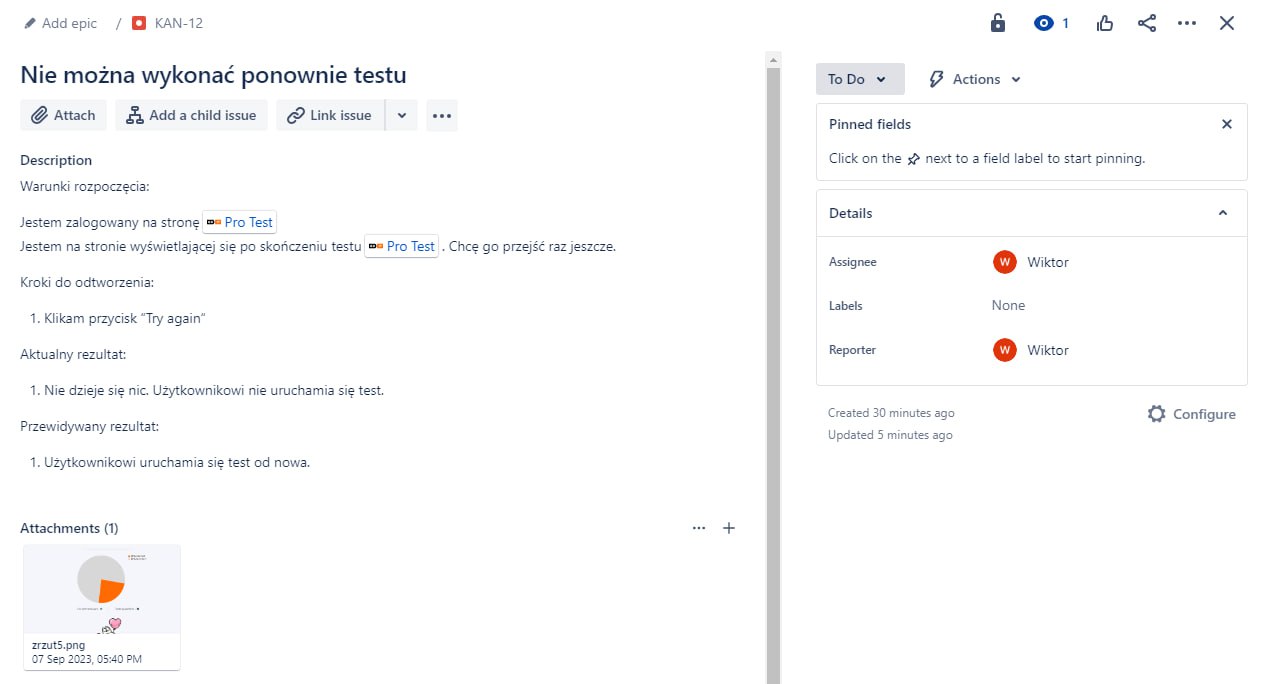 Add epic / KAN-12
1
Nie można wykonać ponownie testu
Attach Add a child issue Link issue
Description
Warunki rozpoczęcia:
Jestem zalogowany na stronę Pro Test
Jestem na stronie wyświetlającej się po skończeniu testu Pro Test . Chcę go przejść raz jeszcze.
Kroki do odtworzenia:
1. Klikam przycisk “Try again“
Aktualny rezultat:
1. Nie dzieje się nic. Użytkownikowi nie uruchamia się test.
Przewidywany rezultat:
1. Użytkownikowi uruchamia się test od nowa.
Attachments (1)
zrzut5.png
07 Sep 2023, 05:40 PM
To Do Actions
Pinned fields
Click on the next to a field label to start pinning.
Details
Assignee W Wiktor
Labels None
Reporter W Wiktor
Created 30 minutes ago
Configure
Updated 5 minutes ago